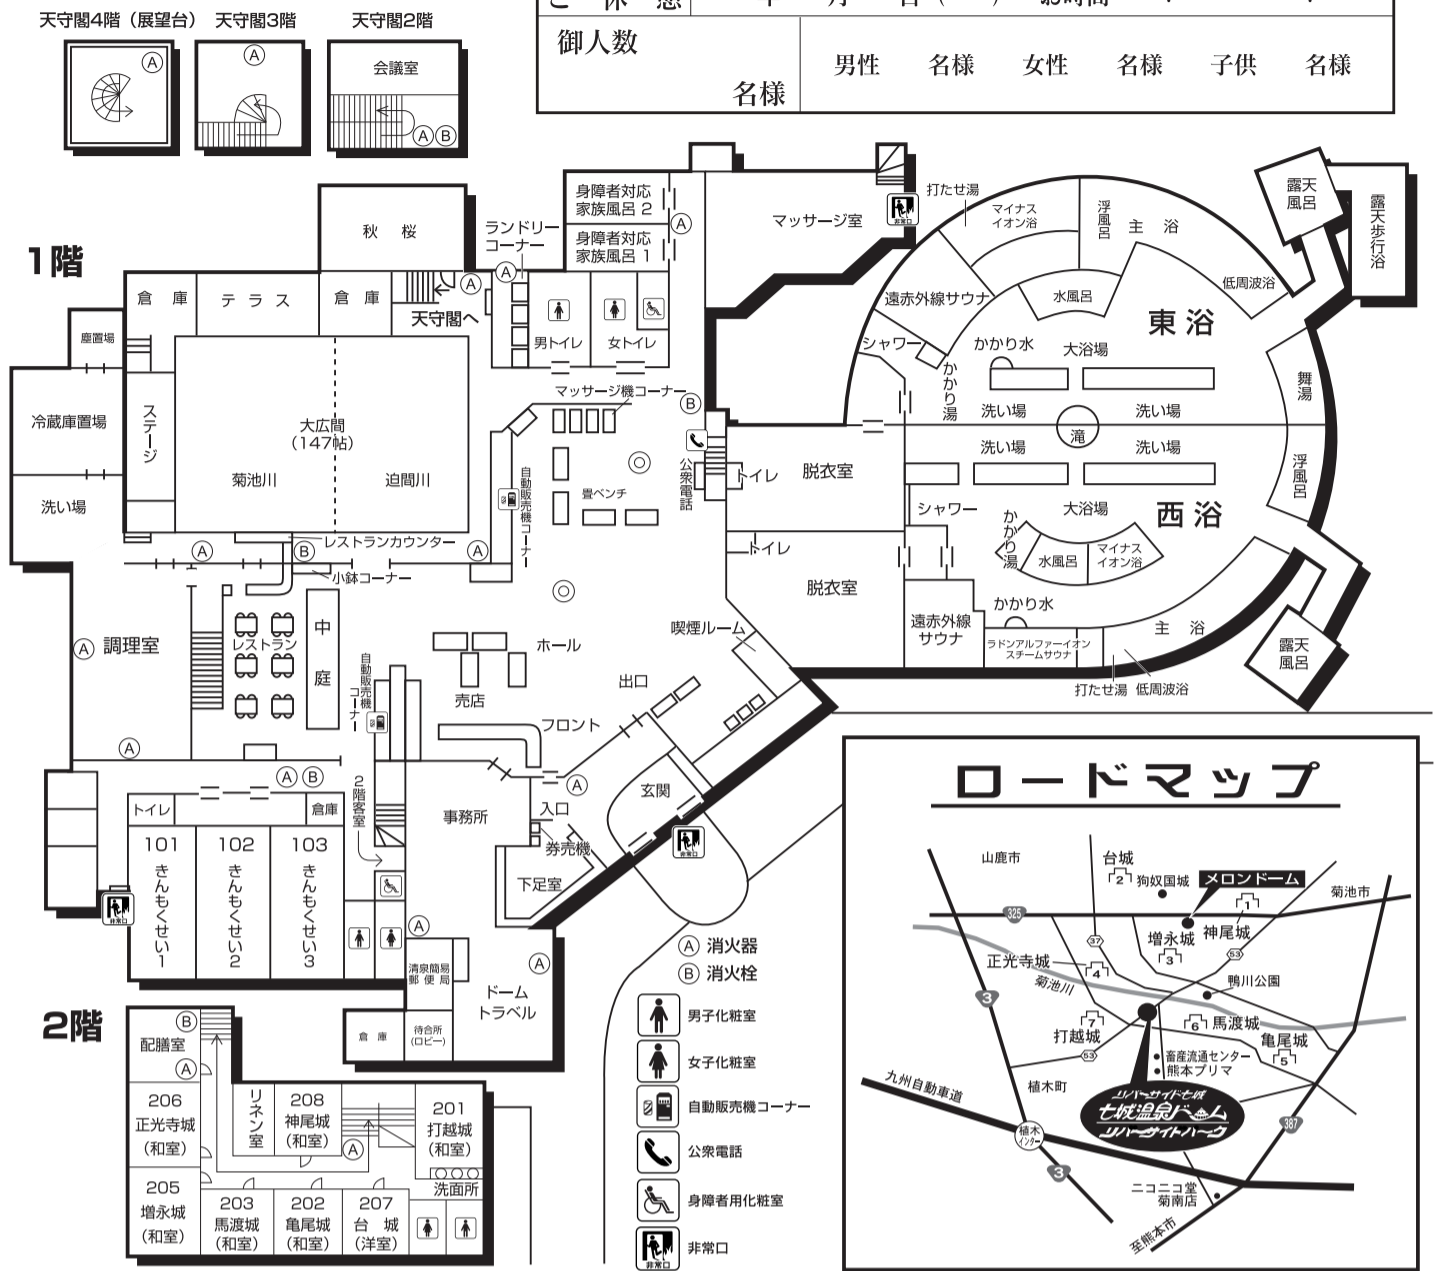 天守閣4階（展望台）
天守閣3階
天守閣2階
Ⓐ
Ⓐ
会議室
ⒶⒷ
御人数
名様
男性　名様　女性　名様　子供　名様
1階
秋　桜
ランドリー
コーナー
身障者対応
家族風呂 2
身障者対応
家族風呂 1
Ⓐ
マッサージ室
非常口
打たせ湯
マイナス
イオン浴
浮風呂
主　浴
低周波浴
露天
風呂
露天歩行浴
倉　庫
テ ラ ス
倉　庫
Ⓐ
Ⓐ
天守閣へ
男トイレ
女トイレ
遠赤外線サウナ
水風呂
東 浴
塵置場
シャワー
かかり水
大浴場
かかり湯
舞湯
冷蔵庫置場
ステージ
大広間
（147帖）
菊池川
迫間川
マッサージ機コーナー
Ⓑ
洗い場
洗い場
滝
洗い場
洗い場
自動販売機コーナー
畳ベンチ
公衆電話
トイレ
脱衣室
浮風呂
洗い場
シャワー
大浴場
西 浴
かかり湯
水風呂
マイナス
イオン浴
Ⓐ
Ⓑ
レストランカウンター
Ⓐ
小鉢コーナー
トイレ
脱衣室
遠赤外線
サウナ
かかり水
ラドンアルファーイオン
スチームサウナ
主　浴
打たせ湯
低周波浴
露天
風呂
Ⓐ
調理室
レストラン
中庭
自動販売機コーナー
ホール
喫煙ルーム
売店
出口
フロント
Ⓐ
ⒶⒷ
2階客室
Ⓐ
入口
玄関
トイレ
倉庫
事務所
券売機
下足室
非常口
101
きんもくせい1
102
きんもくせい2
103
きんもくせい3
非常口
Ⓐ
清泉簡易
郵便局
Ⓐ
ドーム
トラベル
倉　庫
待合所
(ロビー)
Ⓐ 消火器
Ⓑ 消火栓
男子化粧室
女子化粧室
自動販売機コーナー
公衆電話
身障者用化粧室
非常口
非常口
2階
Ⓑ
配膳室
Ⓐ
206
正光寺城
（和室）
リネン室
208
神尾城
（和室）
Ⓐ
201
打越城
（和室）
洗面所
205
増永城
（和室）
203
馬渡城
（和室）
202
亀尾城
（和室）
207
台　城
（洋室）
ロードマップ
山鹿市
台城
2
狗奴国城
メロンドーム
1
菊池市
325
37
増永城
3
神尾城
53
正光寺城
4
菊池川
鴨川公園
3
7
打越城
6
馬渡城
亀尾城
5
53
畜産流通センター
熊本プリマ
植木町
九州自動車道
リバーサイド七城
七城温泉ドーム
リバーサイトパーク
387
植木
インター
3
ニコニコ堂
菊南店
至熊本市